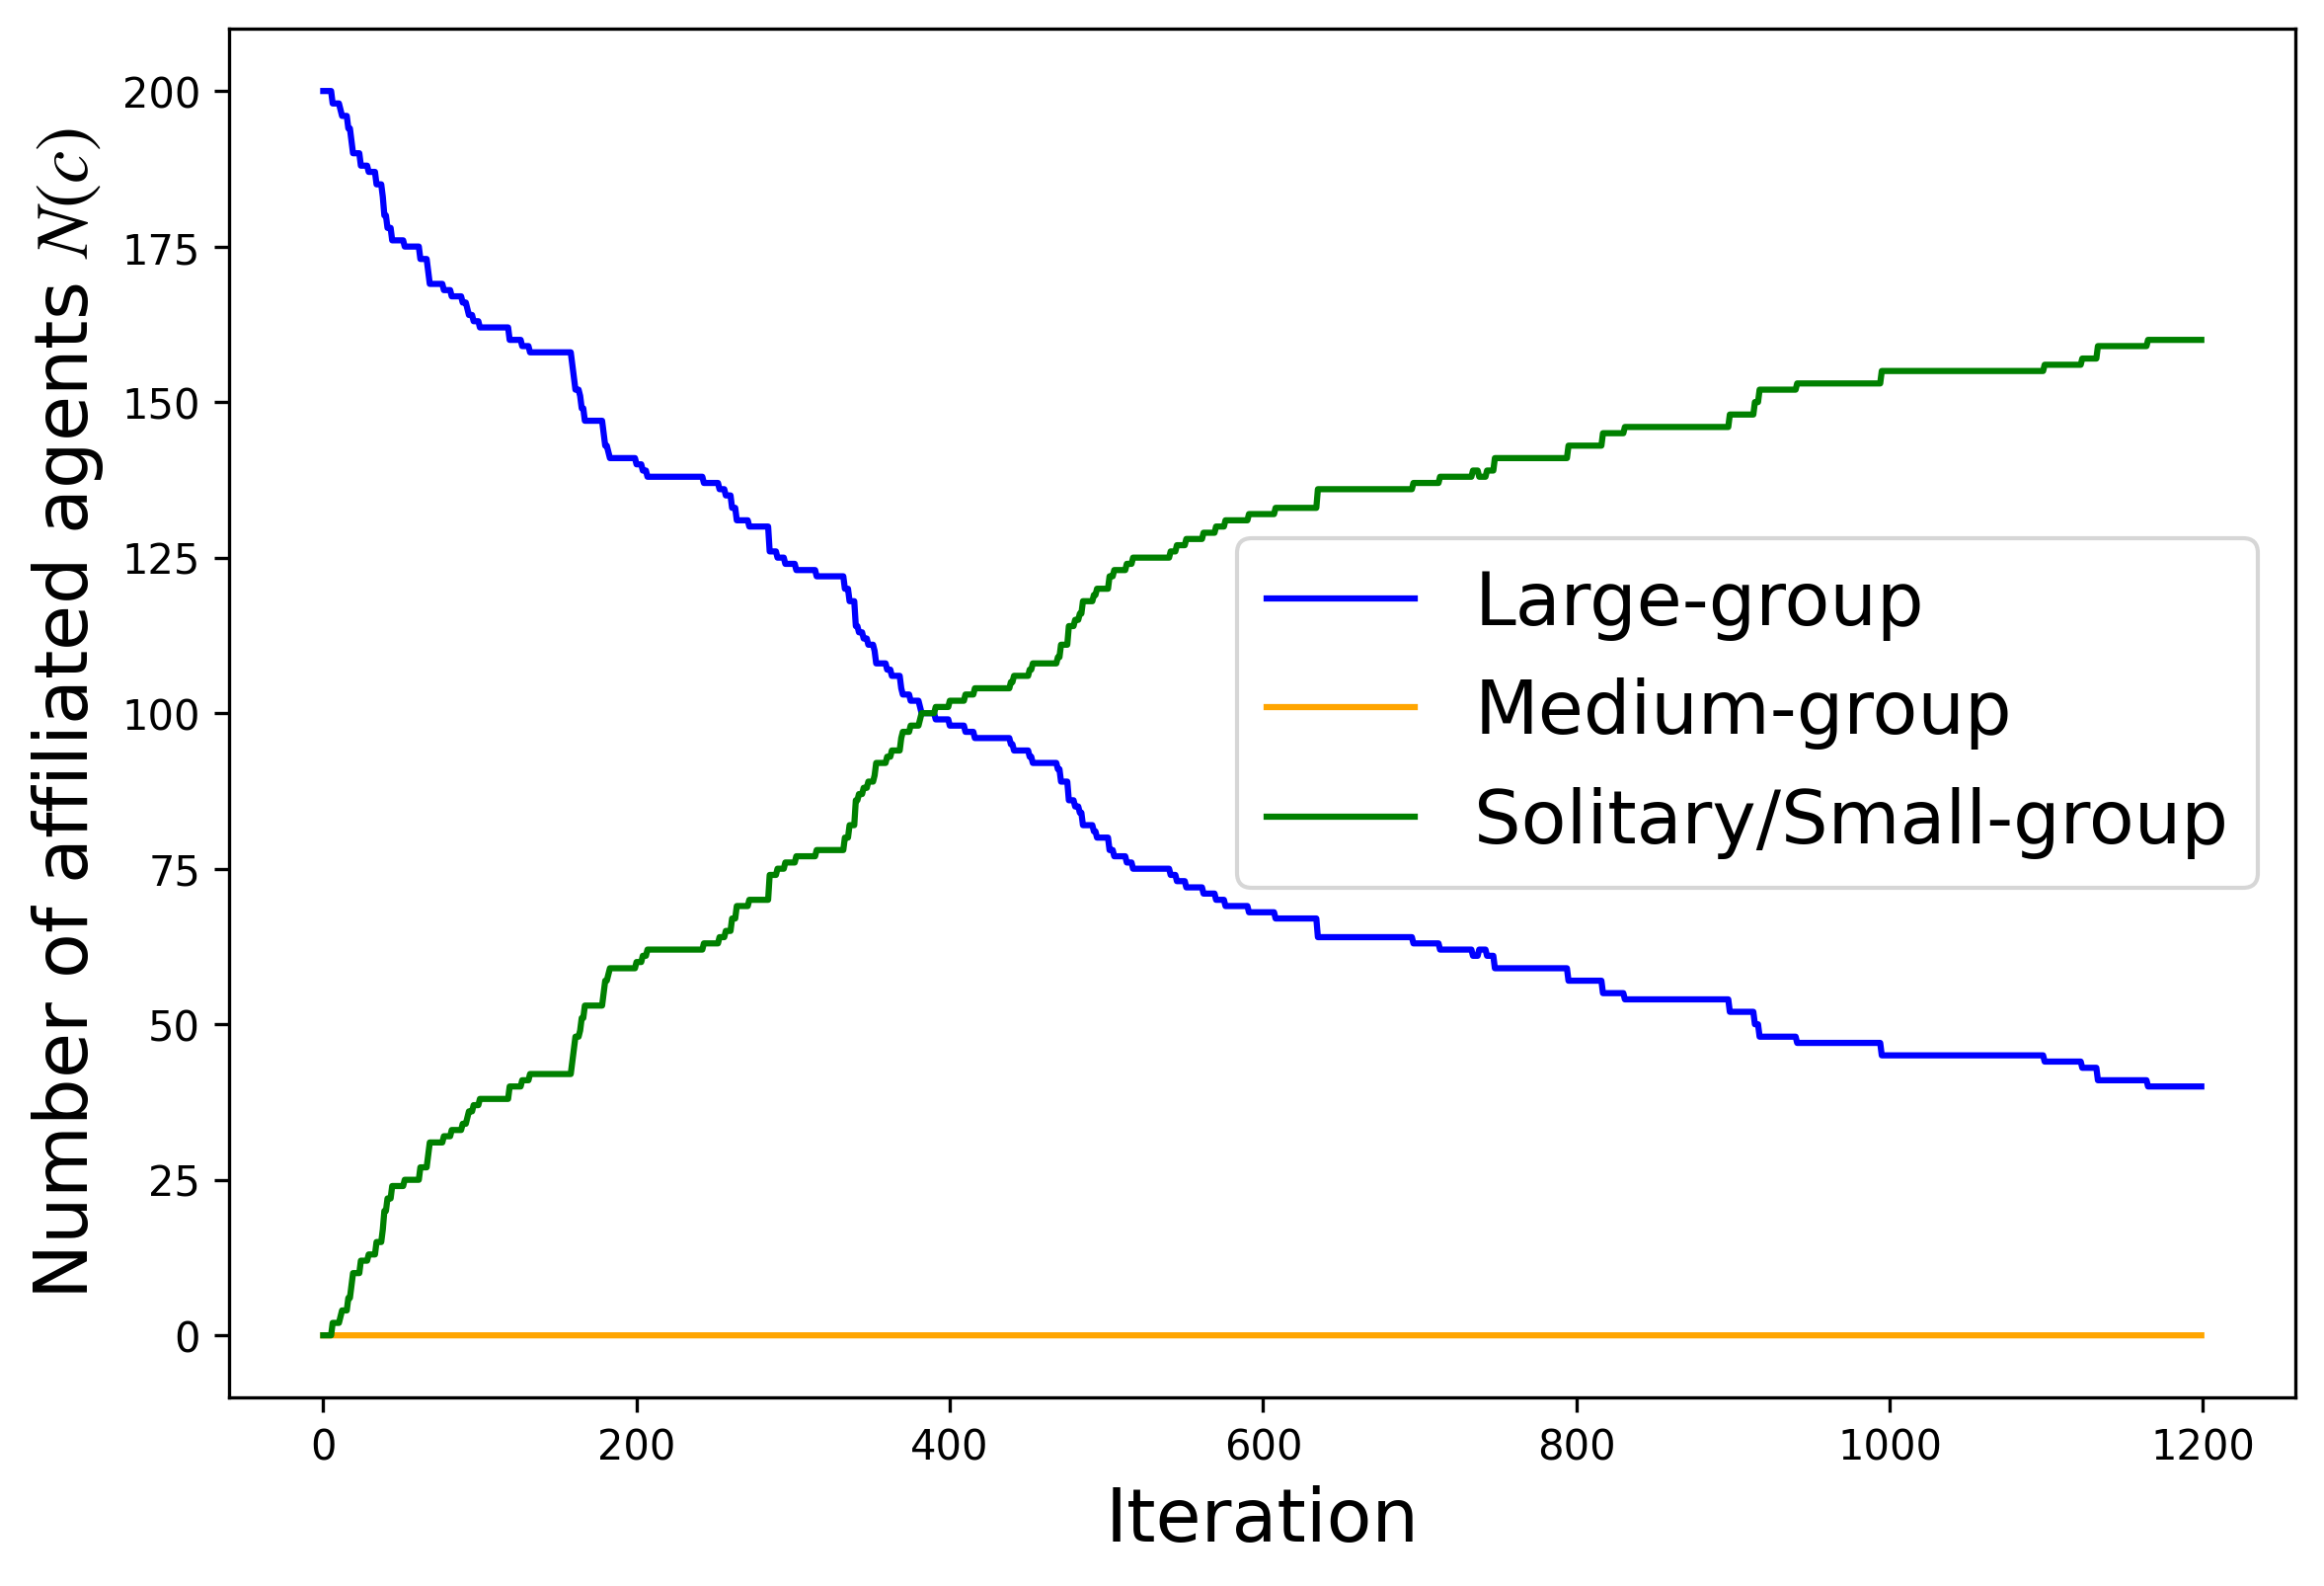 Number of affiliated agents N(c)
200
175
150
125
100
75
50
25
0
Large-group
Medium-group
Solitary/Small-group
0 200 400 600 800 1000 1200
Iteration